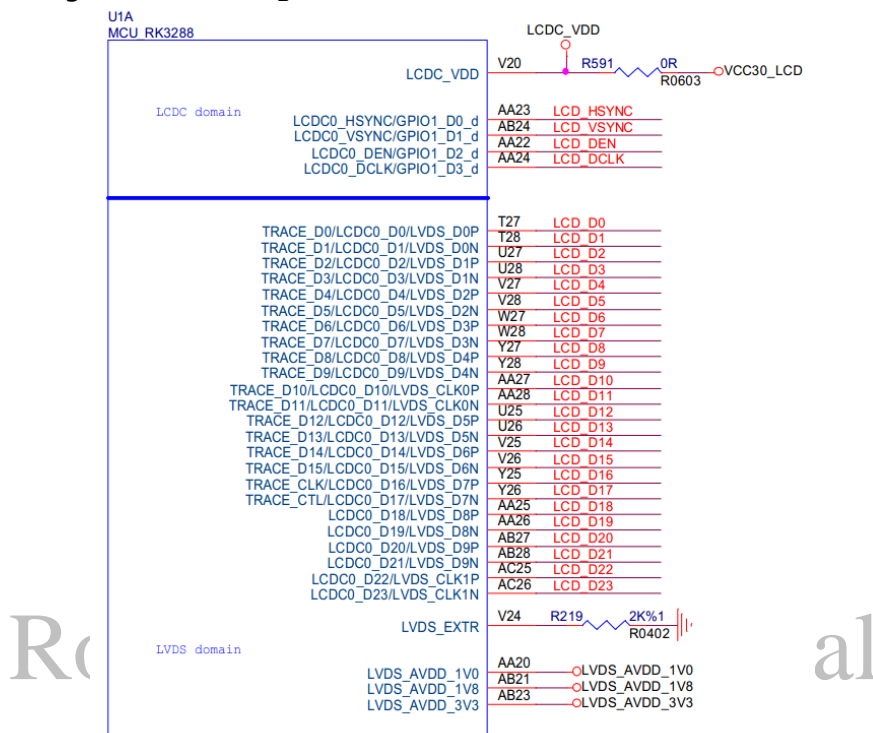 U1A
MCU_RK3288
LCDC_VDD
LCDC_VDD V20 R591 0R VCC30_LCD
R0603
LCDC domain
LCDC0_HSYNC/GPIO1_D0_d AA23 LCD_HSYNC
LCDC0_VSYNC/GPIO1_D1_d AB24 LCD_VSYNC
LCDC0_DEN/GPIO1_D2_d AA22 LCD_DEN
LCDC0_DCLK/GPIO1_D3_d AA24 LCD_DCLK
TRACE_D0/LCDC0_D0/LVDS_D0P T27 LCD_D0
TRACE_D1/LCDC0_D1/LVDS_D0N T28 LCD_D1
TRACE_D2/LCDC0_D2/LVDS_D1P U27 LCD_D2
TRACE_D3/LCDC0_D3/LVDS_D1N U28 LCD_D3
TRACE_D4/LCDC0_D4/LVDS_D2P V27 LCD_D4
TRACE_D5/LCDC0_D5/LVDS_D2N V28 LCD_D5
TRACE_D6/LCDC0_D6/LVDS_D3P W27 LCD_D6
TRACE_D7/LCDC0_D7/LVDS_D3N W28 LCD_D7
TRACE_D8/LCDC0_D8/LVDS_D4P Y27 LCD_D8
TRACE_D9/LCDC0_D9/LVDS_D4N Y28 LCD_D9
TRACE_D10/LCDC0_D10/LVDS_CLK0P AA27 LCD_D10
TRACE_D11/LCDC0_D11/LVDS_CLK0N AA28 LCD_D11
TRACE_D12/LCDC0_D12/LVDS_D5P U25 LCD_D12
TRACE_D13/LCDC0_D13/LVDS_D5N U26 LCD_D13
TRACE_D14/LCDC0_D14/LVDS_D6P V25 LCD_D14
TRACE_D15/LCDC0_D15/LVDS_D6N V26 LCD_D15
TRACE_CLK/LCDC0_D16/LVDS_D7P Y25 LCD_D16
TRACE_CTL/LCDC0_D17/LVDS_D7N Y26 LCD_D17
LCDC0_D18/LVDS_D8P AA25 LCD_D18
LCDC0_D19/LVDS_D8N AA26 LCD_D19
LCDC0_D20/LVDS_D9P AB27 LCD_D20
LCDC0_D21/LVDS_D9N AB28 LCD_D21
LCDC0_D22/LVDS_CLK1P AC25 LCD_D22
LCDC0_D23/LVDS_CLK1N AC26 LCD_D23
LVDS_EXTR V24 R219 2K%1
R0402
LVDS domain
LVDS_AVDD_1V0 AA20 LVDS_AVDD_1V0
LVDS_AVDD_1V8 AB21 LVDS_AVDD_1V8
LVDS_AVDD_3V3 AB23 LVDS_AVDD_3V3